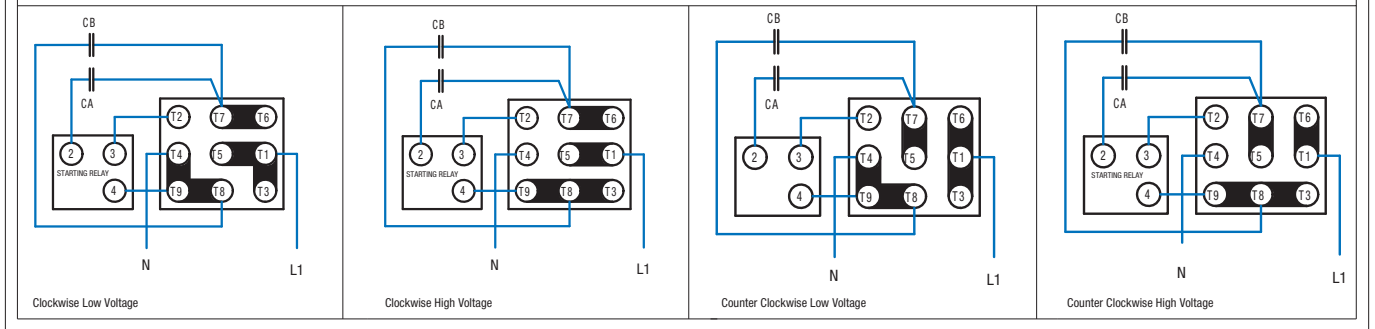 CB
CA
T2 T7 T6
2 3 T4 T5 T1
STARTING RELAY
4 T9 T8 T3
N L1
Clockwise Low Voltage
CB
CA
T2 T7 T6
2 3 T4 T5 T1
STARTING RELAY
4 T9 T8 T3
N L1
Clockwise High Voltage
CB
CA
T2 T7 T6
2 3 T4 T5 T1
4 T9 T8 T3
N L1
Counter Clockwise Low Voltage
CB
CA
T2 T7 T6
2 3 T4 T5 T1
STARTING RELAY
4 T9 T8 T3
N L1
Counter Clockwise High Voltage